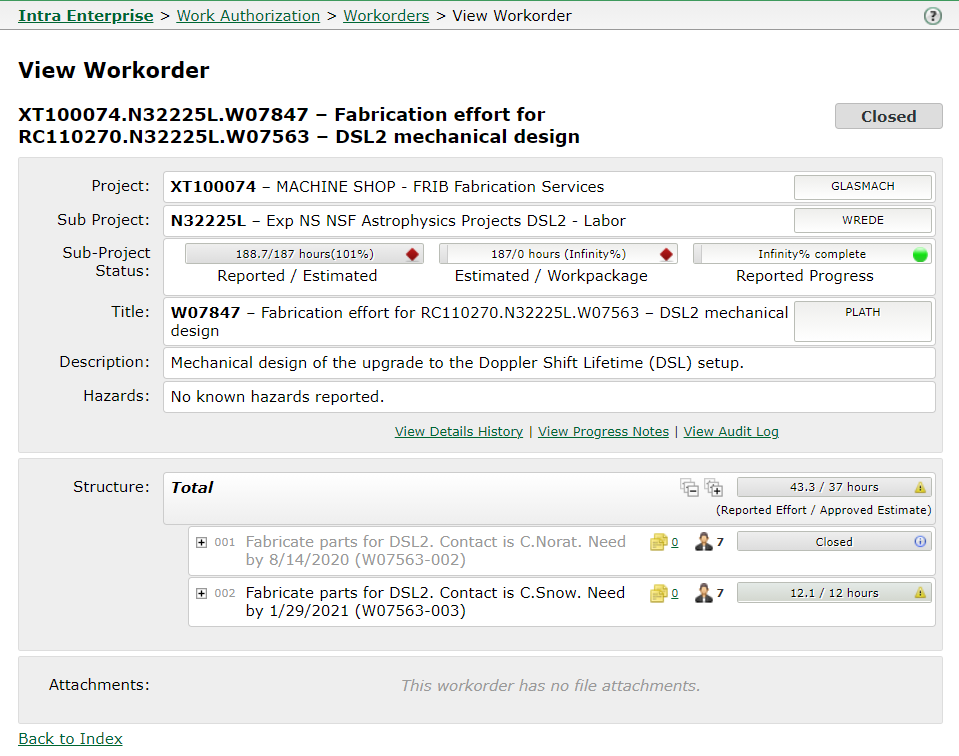 Intra Enterprise > Work Authorization > Workorders > View Workorder
?
View Workorder
XT100074.N32225L.W07847 – Fabrication effort for
RC110270.N32225L.W07563 – DSL2 mechanical design
Closed
Project:
XT100074 – MACHINE SHOP - FRIB Fabrication Services
GLASMACH
Sub Project:
N32225L – Exp NS NSF Astrophysics Projects DSL2 - Labor
WREDE
Sub-Project
Status:
188.7/187 hours(101%)
187/0 hours (Infinity%)
Infinity% complete
Reported / Estimated
Estimated / Workpackage
Reported Progress
Title:
W07847 – Fabrication effort for RC110270.N32225L.W07563 – DSL2 mechanical
design
PLATH
Description:
Mechanical design of the upgrade to the Doppler Shift Lifetime (DSL) setup.
Hazards:
No known hazards reported.
View Details History | View Progress Notes | View Audit Log
Structure:
Total
43.3 / 37 hours
(Reported Effort / Approved Estimate)
001
Fabricate parts for DSL2. Contact is C.Norat. Need
by 8/14/2020 (W07563-002)
0
7
Closed
002
Fabricate parts for DSL2. Contact is C.Snow. Need
by 1/29/2021 (W07563-003)
0
7
12.1 / 12 hours
Attachments:
This workorder has no file attachments.
Back to Index